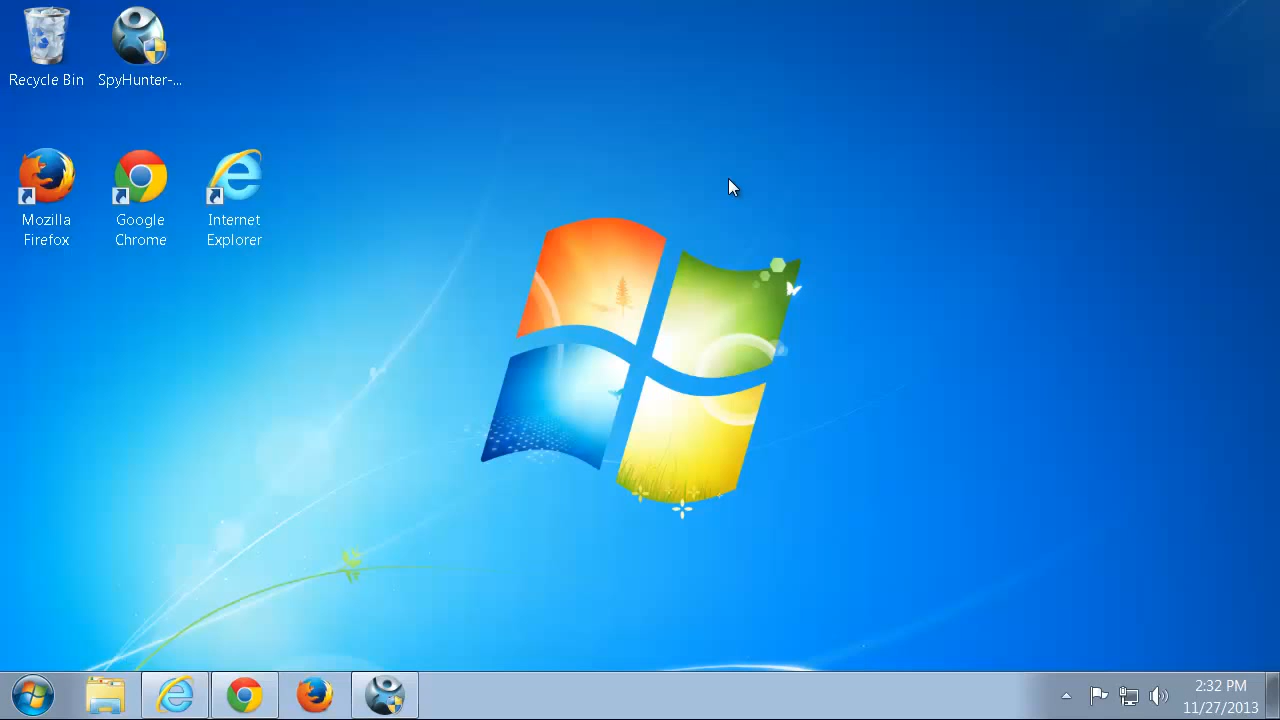 Recycle Bin
SpyHunter-...
Mozilla
Firefox
Google
Chrome
Internet
Explorer
2:32 PM
11/27/2013